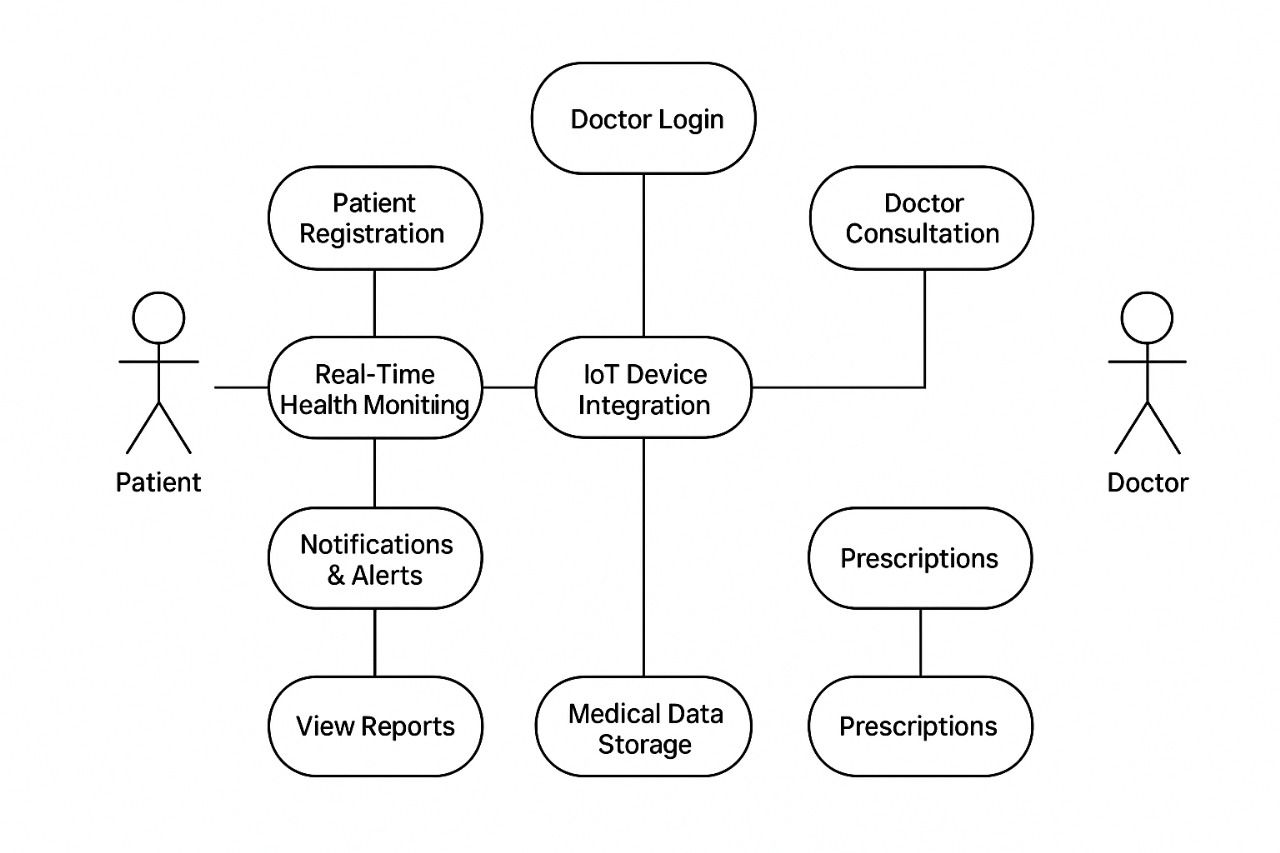 Doctor Login
Patient
Registration
Doctor
Consultation
Real-Time
Health Monitiing
IoT Device
Integration
Patient
Doctor
Notifications
& Alerts
Prescriptions
View Reports
Medical Data
Storage
Prescriptions